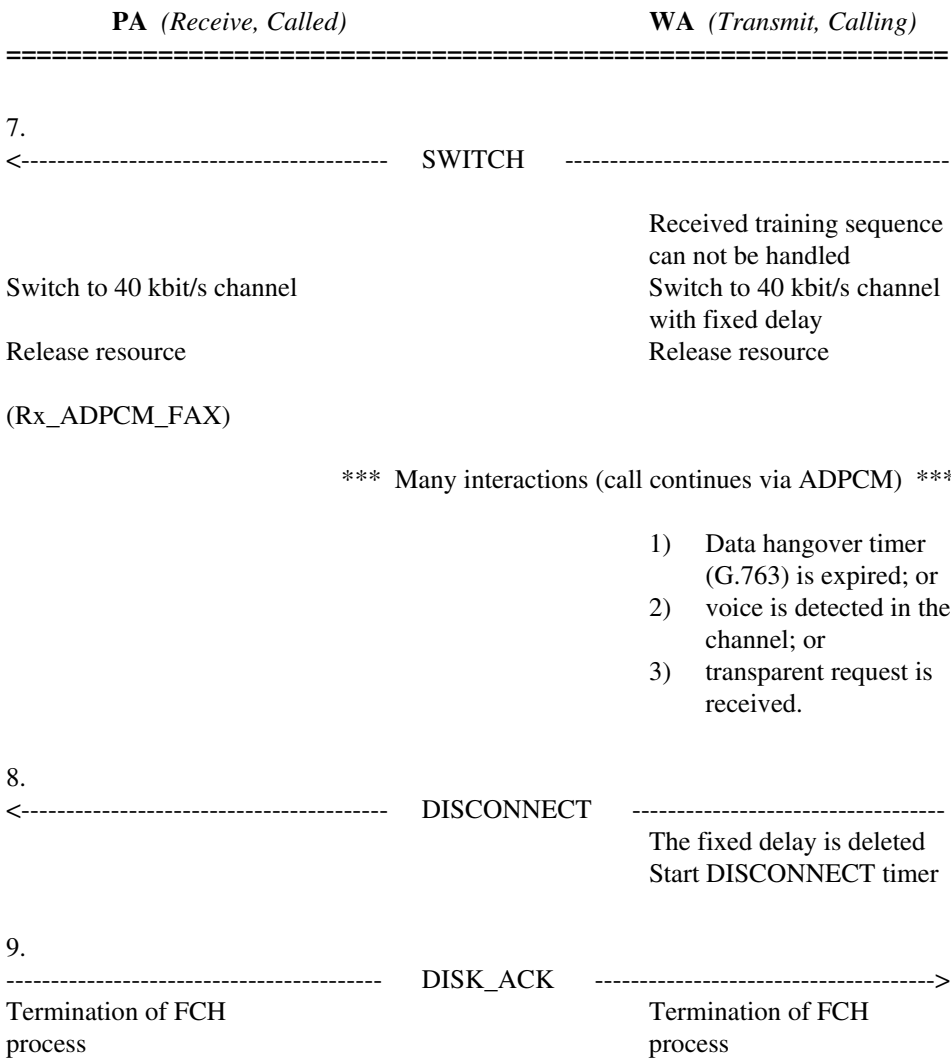 PA (Receive, Called) WA (Transmit, Calling)
===============================================================
7.
<----------------------------------------- SWITCH -------------------------------------------
Received training sequence
can not be handled
Switch to 40 kbit/s channel Switch to 40 kbit/s channel
with fixed delay
Release resource Release resource
(Rx_ADPCM_FAX)
*** Many interactions (call continues via ADPCM) ***
1) Data hangover timer
(G.763) is expired; or
2) voice is detected in the
channel; or
3) transparent request is
received.
8.
<----------------------------------------- DISCONNECT -----------------------------------
The fixed delay is deleted
Start DISCONNECT timer
9.
------------------------------------------ DISK_ACK -------------------------------------->
Termination of FCH Termination of FCH
process process